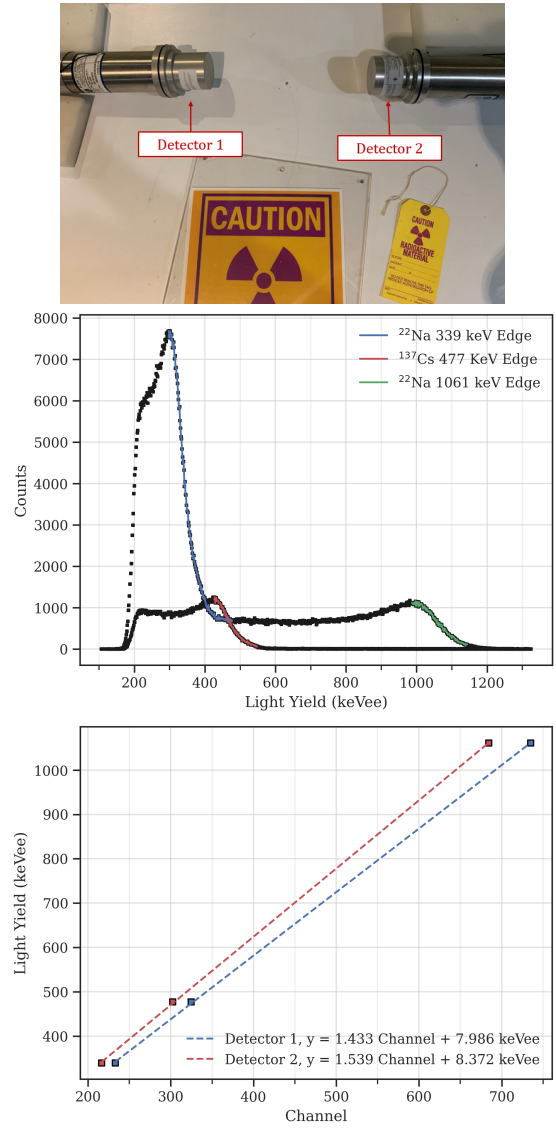 Detector 1
Detector 2
CAUTION
CAUTION
RADIOACTIVE
MATERIAL
8000
7000
6000
5000
4000
3000
2000
1000
0
Counts
²²Na 339 keV Edge
¹³⁷Cs 477 KeV Edge
²²Na 1061 keV Edge
200
400
600
800
1000
1200
Light Yield (keVee)
1000
900
800
700
600
500
400
Light Yield (keVee)
Detector 1, y = 1.433 Channel + 7.986 keVee
Detector 2, y = 1.539 Channel + 8.372 keVee
200
300
400
500
600
700
Channel